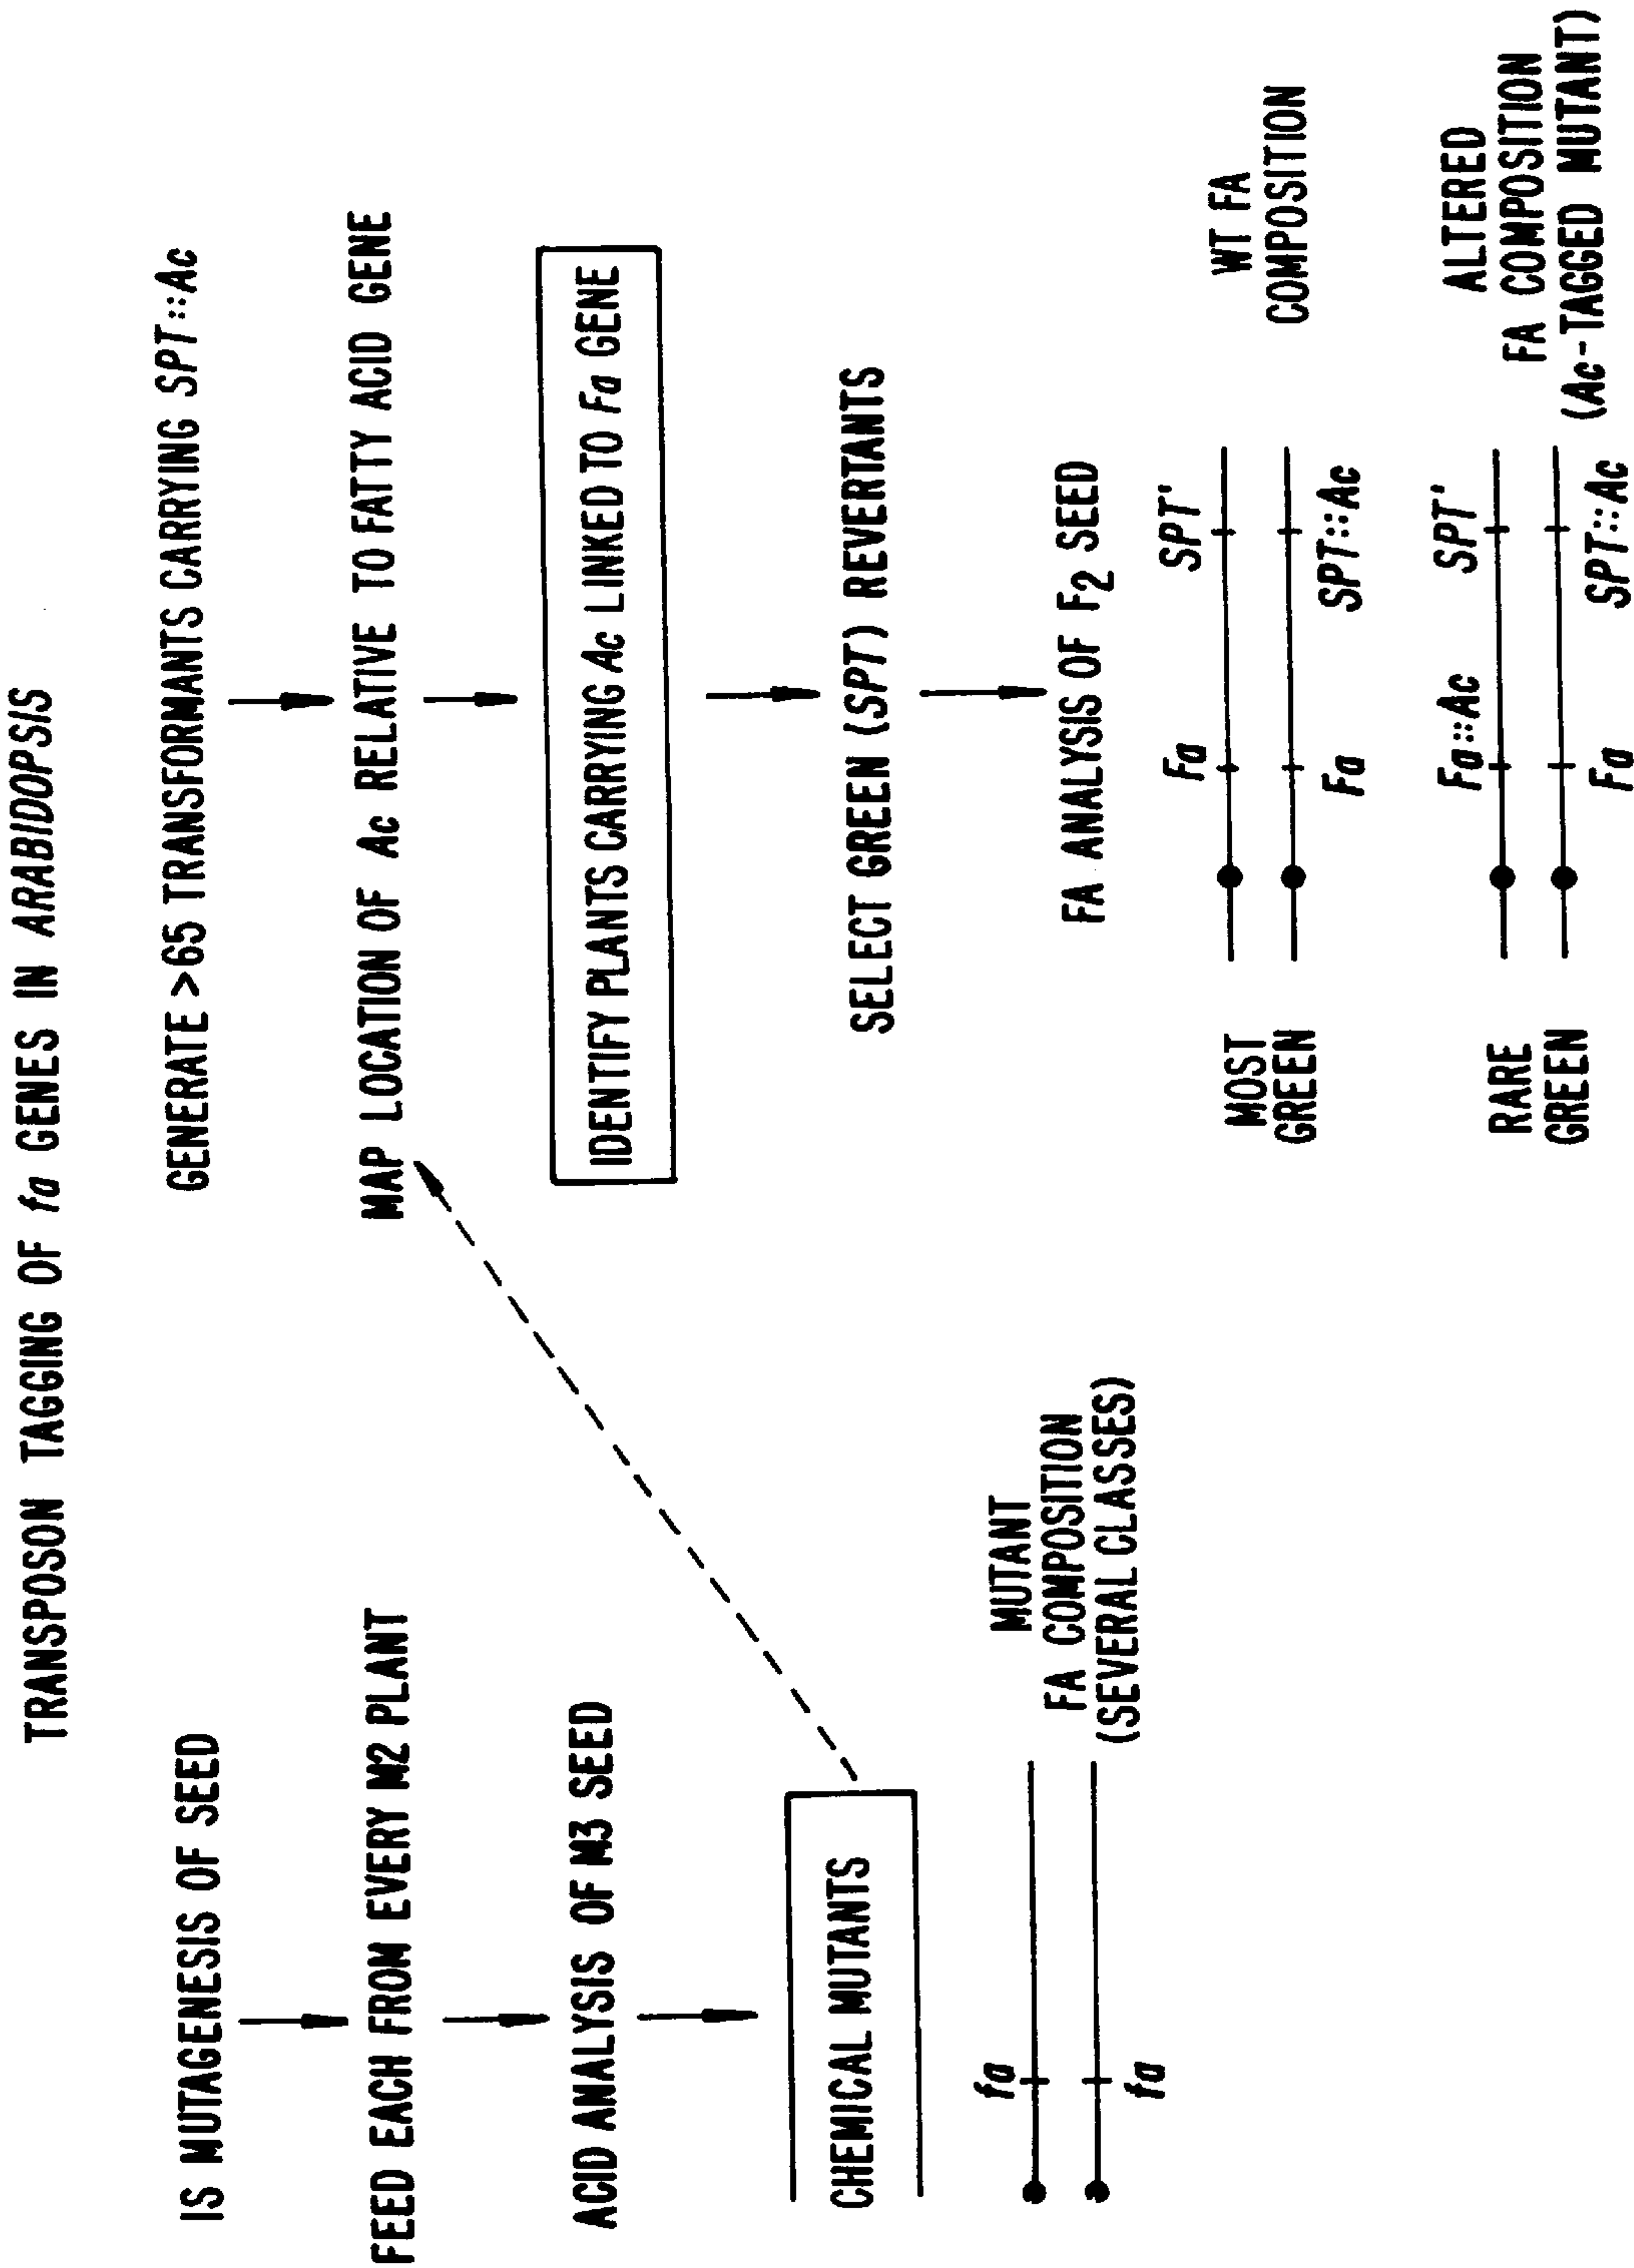 TRANSPOSON TAGGING OF fa GENES IN ARABIDOPSIS
IS MUTAGENESIS OF SEED
FEED EACH FROM EVERY M2 PLANT
ACID ANALYSIS OF M3 SEED
CHEMICAL MUTANTS
fa
fa
MUTANT
FA COMPOSITION
(SEVERAL CLASSES)
GENERATE >65 TRANSFORMANTS CARRYING SPT::Ac
MAP LOCATION OF Ac RELATIVE TO FATTY ACID GENE
IDENTIFY PLANTS CARRYING Ac LINKED TO Fa GENE
SELECT GREEN (SPT) REVERTANTS
FA ANALYSIS OF F2 SEED
MOST
GREEN
Fa SPT'
Fa SPT::Ac
WT FA
COMPOSITION
RARE
GREEN
Fa::Ac SPT'
Fa SPT::Ac
ALTERED
FA COMPOSITION
(Ac-TAGGED MUTANT)